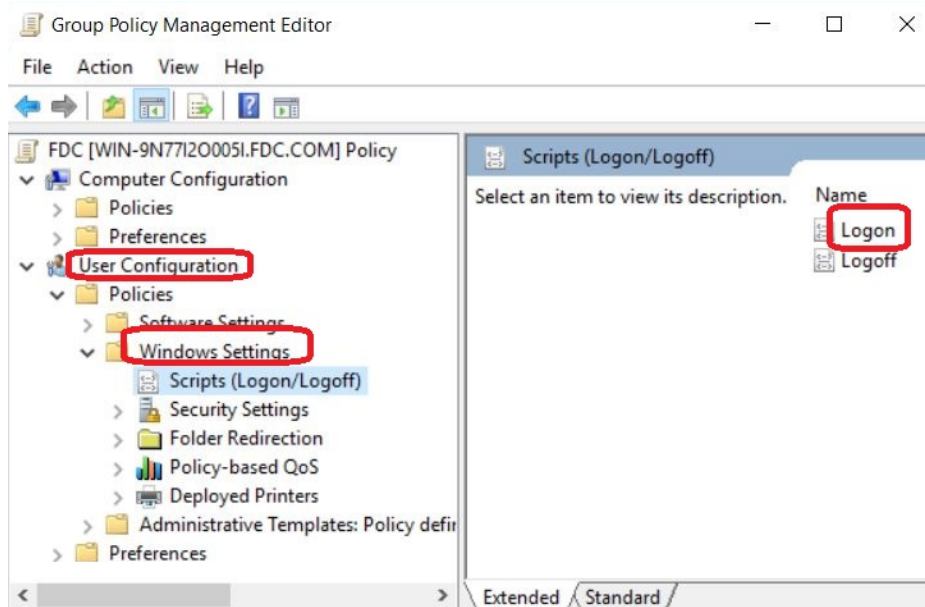 Group Policy Management Editor
File Action View Help
FDC [WIN-9N77I2O005I.FDC.COM] Policy
Computer Configuration
Policies
Preferences
User Configuration
Policies
Software Settings
Windows Settings
Scripts (Logon/Logoff)
Security Settings
Folder Redirection
Policy-based QoS
Deployed Printers
Administrative Templates: Policy defir
Preferences
Scripts (Logon/Logoff)
Select an item to view its description.
Name
Logon
Logoff
Extended Standard